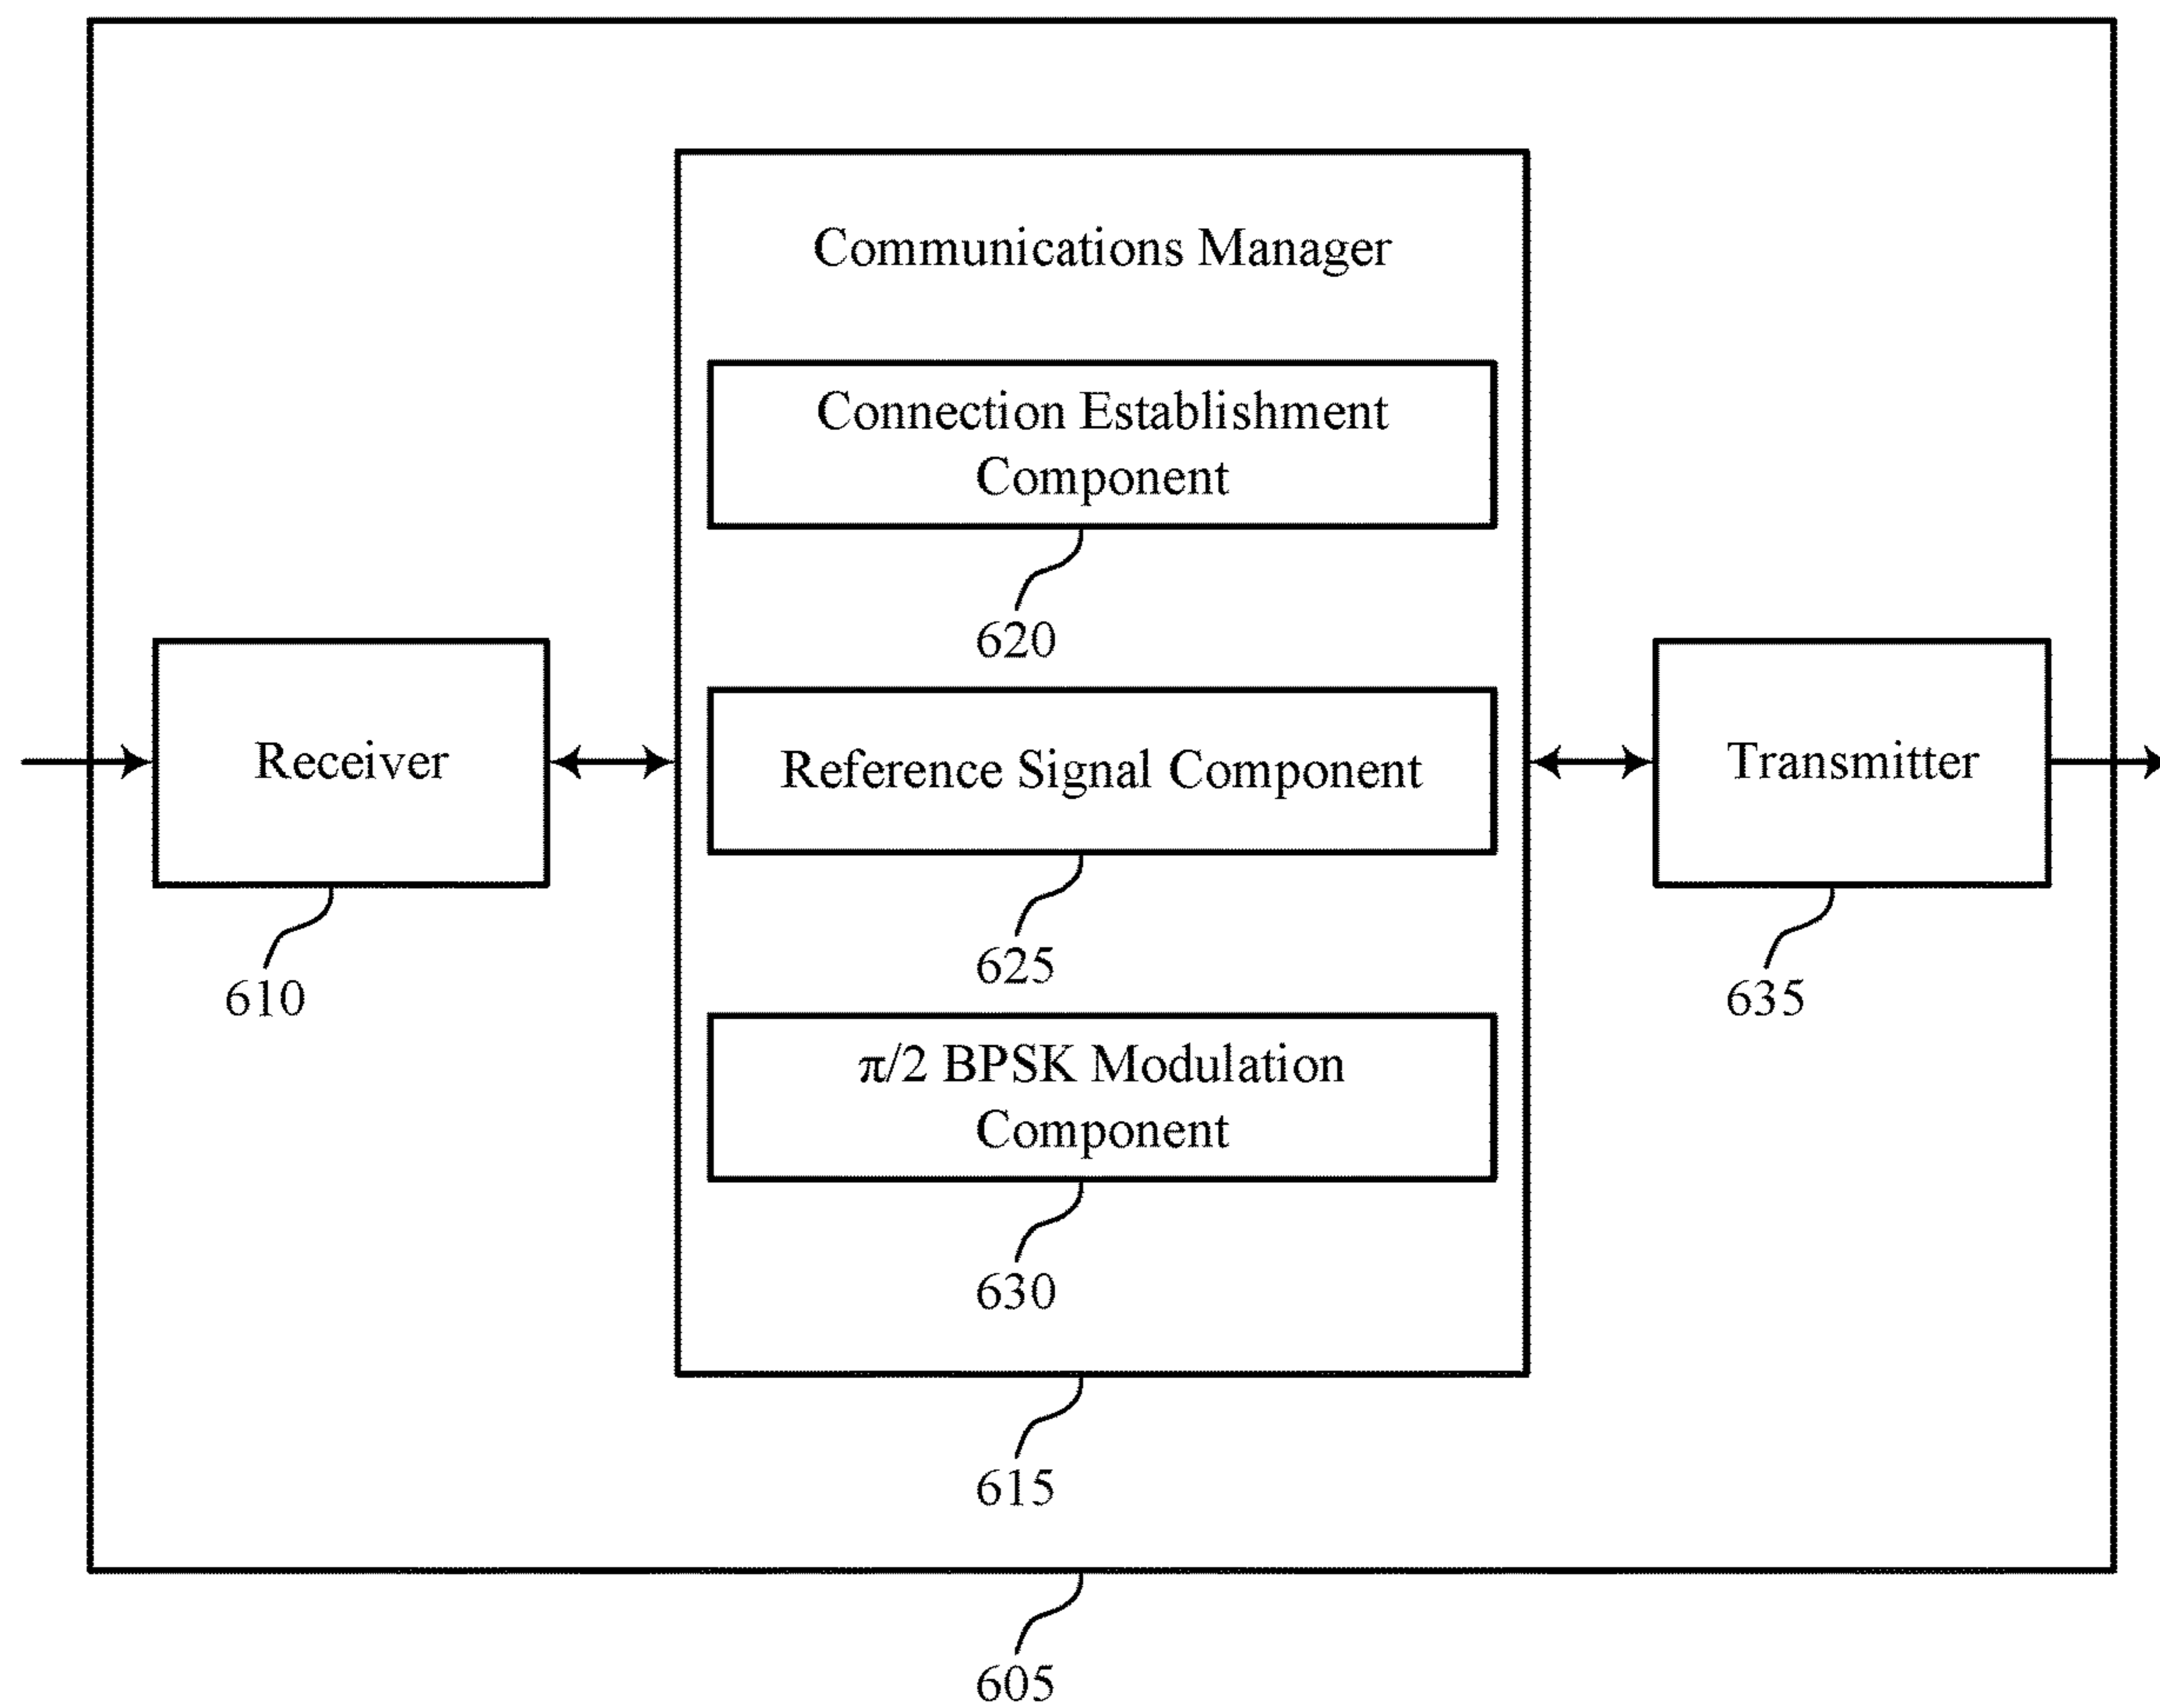 Communications Manager
Connection Establishment
Component
620
Receiver
610
Reference Signal Component
625
Transmitter
635
π/2 BPSK Modulation
Component
630
615
605